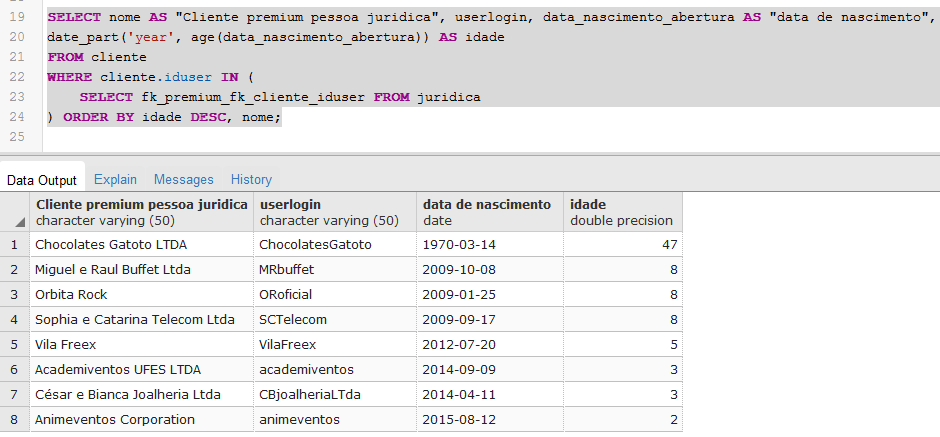 19 SELECT nome AS "Cliente premium pessoa juridica", userlogin, data_nascimento_abertura AS "data de nascimento",
20 date_part('year', age(data_nascimento_abertura)) AS idade
21 FROM cliente
22 WHERE cliente.iduser IN (
23 SELECT fk_premium_fk_cliente_iduser FROM juridica
24 ) ORDER BY idade DESC, nome;
25
Data Output Explain Messages History
Cliente premium pessoa juridica userlogin data de nascimento idade
character varying (50) character varying (50) date double precision
1 Chocolates Gatoto LTDA ChocolatesGatoto 1970-03-14 47
2 Miguel e Raul Buffet Ltda MRbuffet 2009-10-08 8
3 Orbita Rock ORoficial 2009-01-25 8
4 Sophia e Catarina Telecom Ltda SCTelecom 2009-09-17 8
5 Vila Freex VilaFreex 2012-07-20 5
6 Academiventos UFES LTDA academiventos 2014-09-09 3
7 César e Bianca Joalheria Ltda CBjoalheriaLTda 2014-04-11 3
8 Animeventos Corporation animeventos 2015-08-12 2